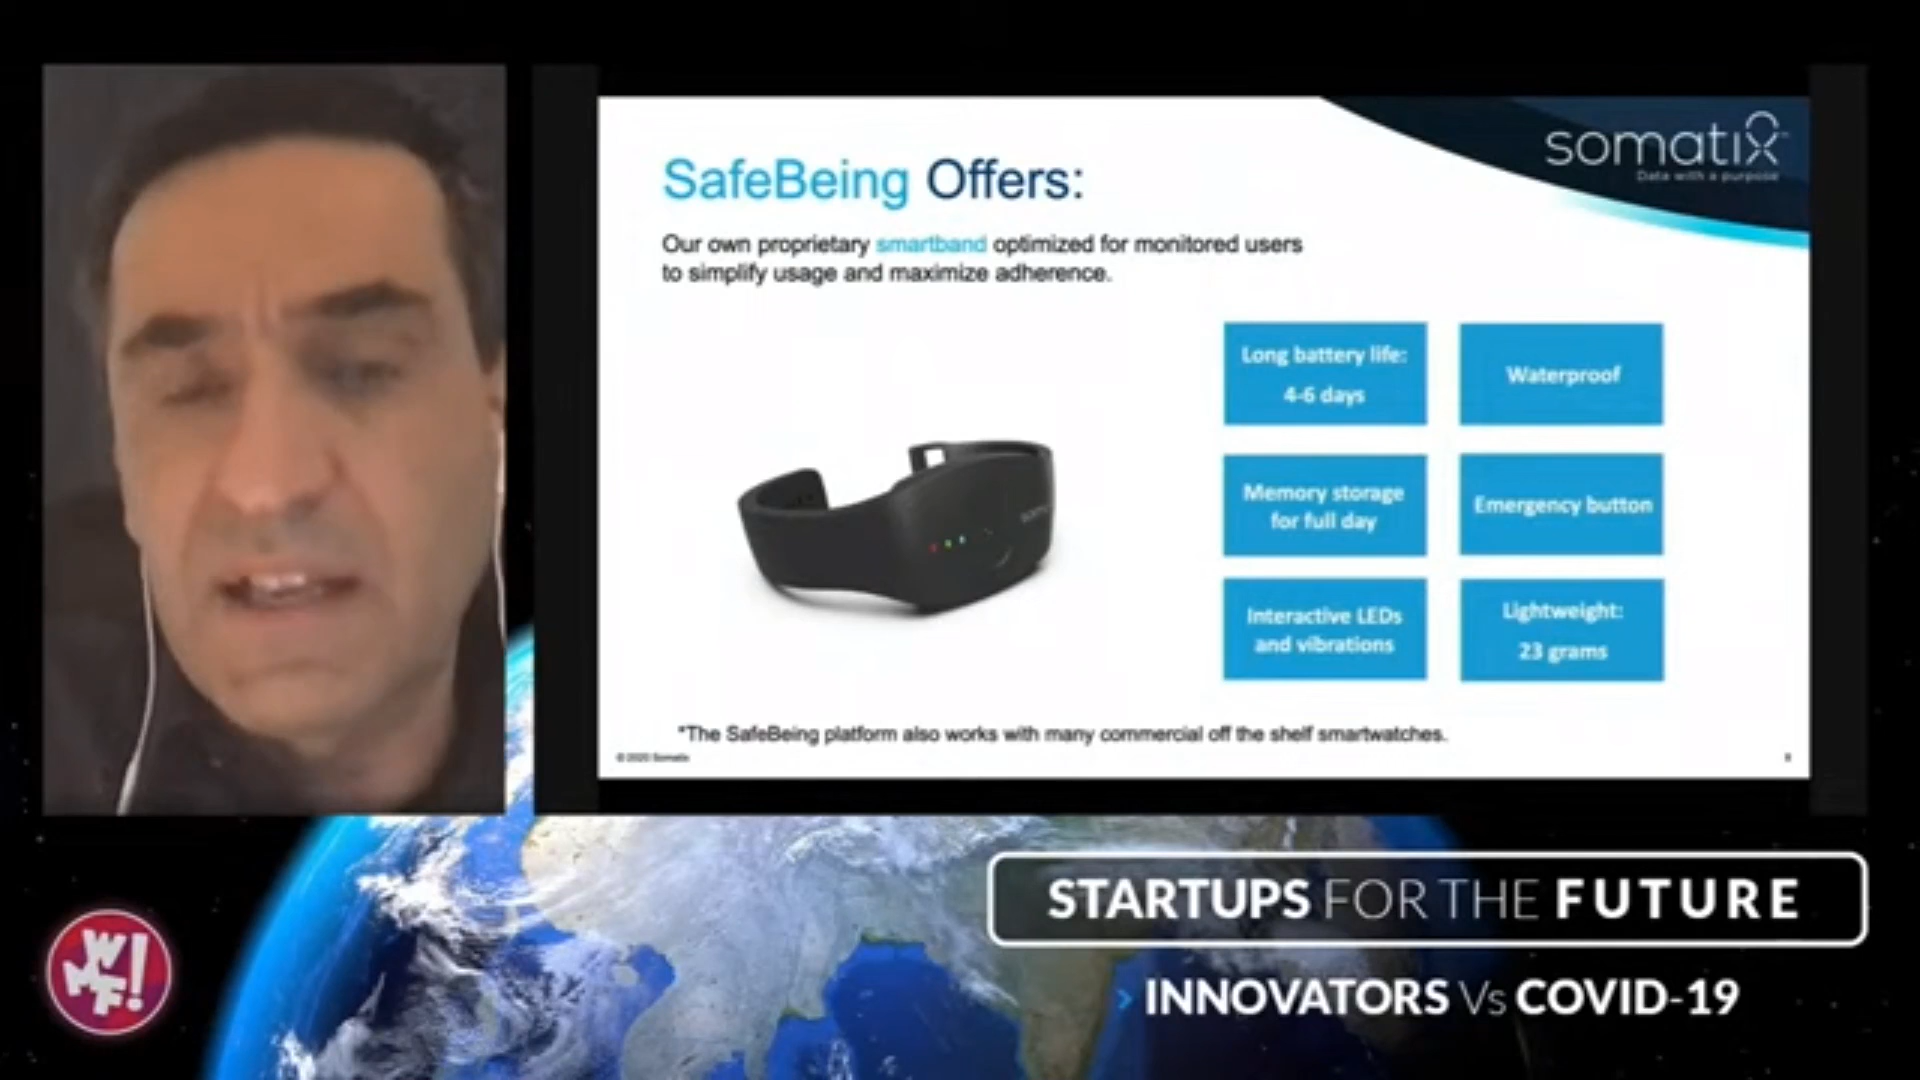 somatix
Data with a purpose
SafeBeing Offers:
Our own proprietary smartband optimized for monitored users
to simplify usage and maximize adherence.
Long battery life:
4-6 days
Waterproof
Memory storage
for full day
Emergency button
Interactive LEDs
and vibrations
Lightweight:
23 grams
*The SafeBeing platform also works with many commercial off the shelf smartwatches.
© 2020 Somatix
STARTUPS FOR THE FUTURE
WMF!
› INNOVATORS Vs COVID-19